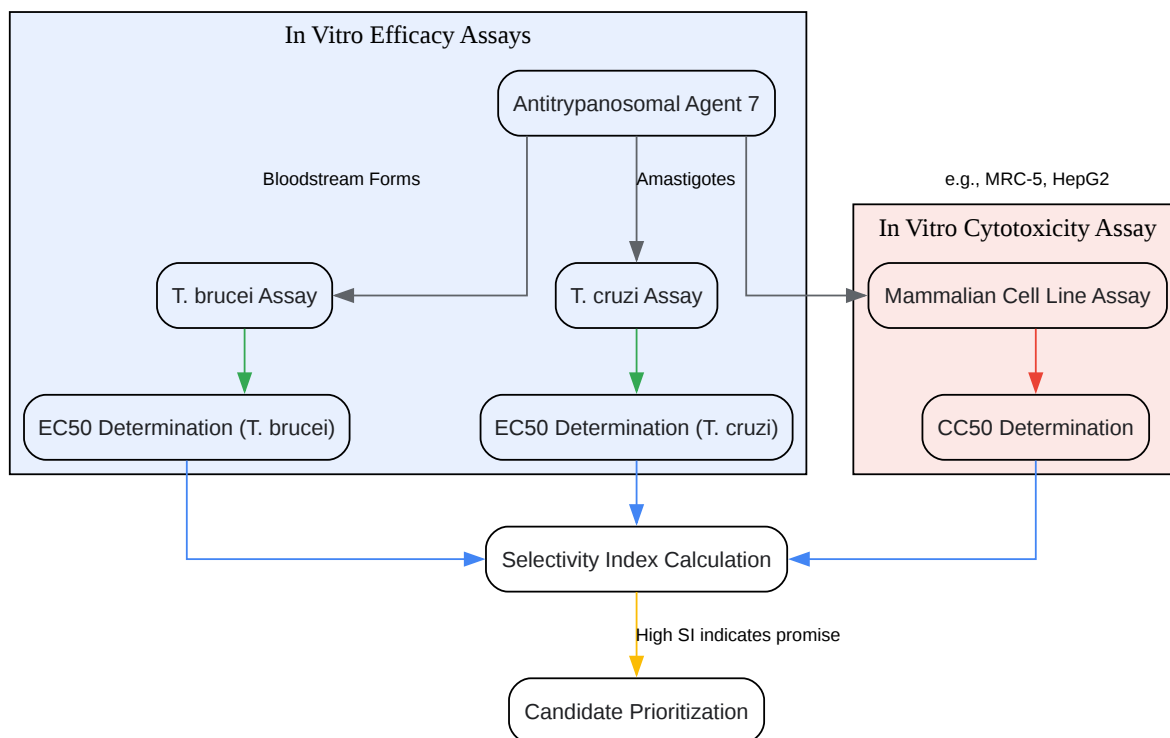 In Vitro Efficacy Assays
Antitrypanosomal Agent 7
Bloodstream Forms
Amastigotes
e.g., MRC-5, HepG2
In Vitro Cytotoxicity Assay
T. brucei Assay
T. cruzi Assay
Mammalian Cell Line Assay
EC50 Determination (T. brucei)
EC50 Determination (T. cruzi)
CC50 Determination
Selectivity Index Calculation
High SI indicates promise
Candidate Prioritization